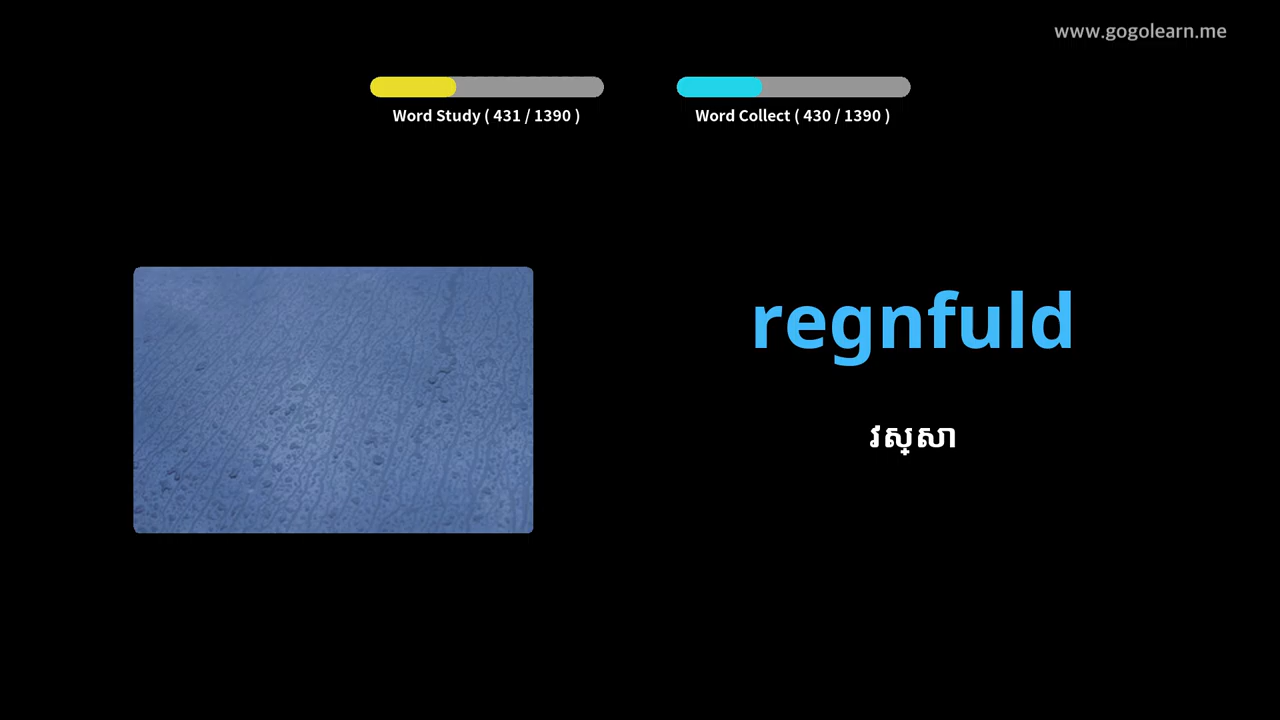 www.gogolearn.me
Word Study ( 431 / 1390 )
Word Collect ( 430 / 1390 )
regnfuld
វស្សា